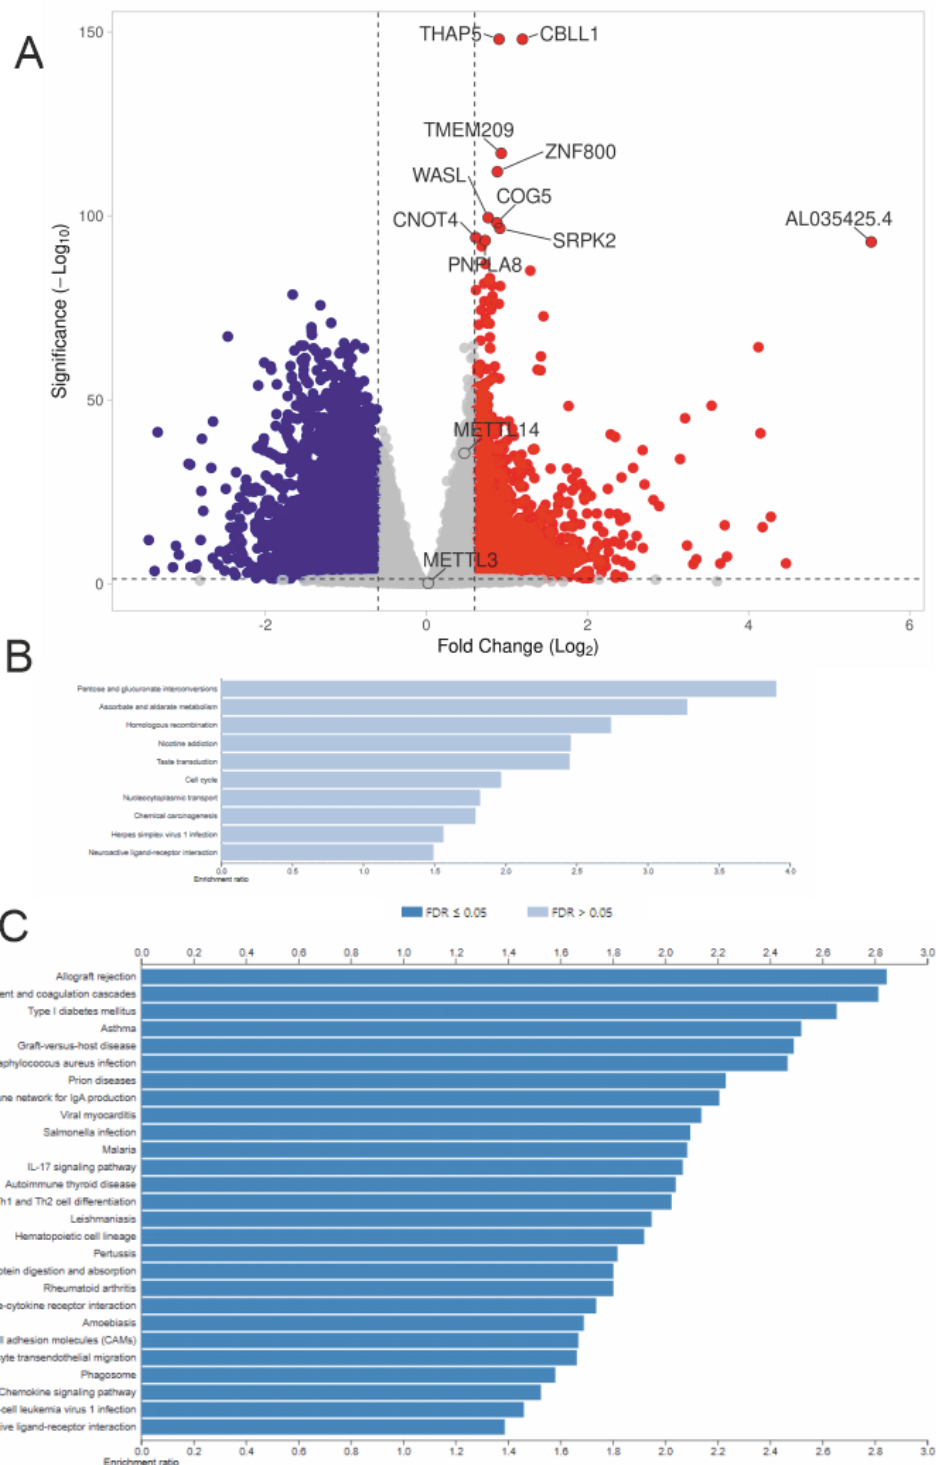 A
150
THAP5
CBLL1
TMEM209
ZNF800
WASL
COG5
100
CNOT4
SRPK2
AL035425.4
PNPLA8
Significance (−Log10)
50
METTL14
METTL3
0
-2
0
2
4
6
Fold Change (Log2)
B
Pentose and glucuronate interconversions
Ascorbate and aldarate metabolism
Homologous recombination
Nicotine addiction
Taste transduction
Cell cycle
Nucleocytoplasmic transport
Chemical carcinogenesis
Herpes simplex virus 1 infection
Neuroactive ligand-receptor interaction
0.0 0.5 1.0 1.5 2.0 2.5 3.0 3.5 4.0
Enrichment ratio
FDR ≤ 0.05 FDR > 0.05
C
0.0 0.2 0.4 0.6 0.8 1.0 1.2 1.4 1.6 1.8 2.0 2.2 2.4 2.6 2.8 3.0
Allograft rejection
ent and coagulation cascades
Type I diabetes mellitus
Asthma
Graft-versus-host disease
aphylococcus aureus infection
Prion diseases
ne network for IgA production
Viral myocarditis
Salmonella infection
Malaria
IL-17 signaling pathway
Autoimmune thyroid disease
Th1 and Th2 cell differentiation
Leishmaniasis
Hematopoietic cell lineage
Pertussis
otein digestion and absorption
Rheumatoid arthritis
e-cytokine receptor interaction
Amoebiasis
ll adhesion molecules (CAMs)
yte transendothelial migration
Phagosome
Chemokine signaling pathway
-cell leukemia virus 1 infection
ive ligand-receptor interaction
0.0 0.2 0.4 0.6 0.8 1.0 1.2 1.4 1.6 1.8 2.0 2.2 2.4 2.6 2.8 3.0
Enrichment ratio